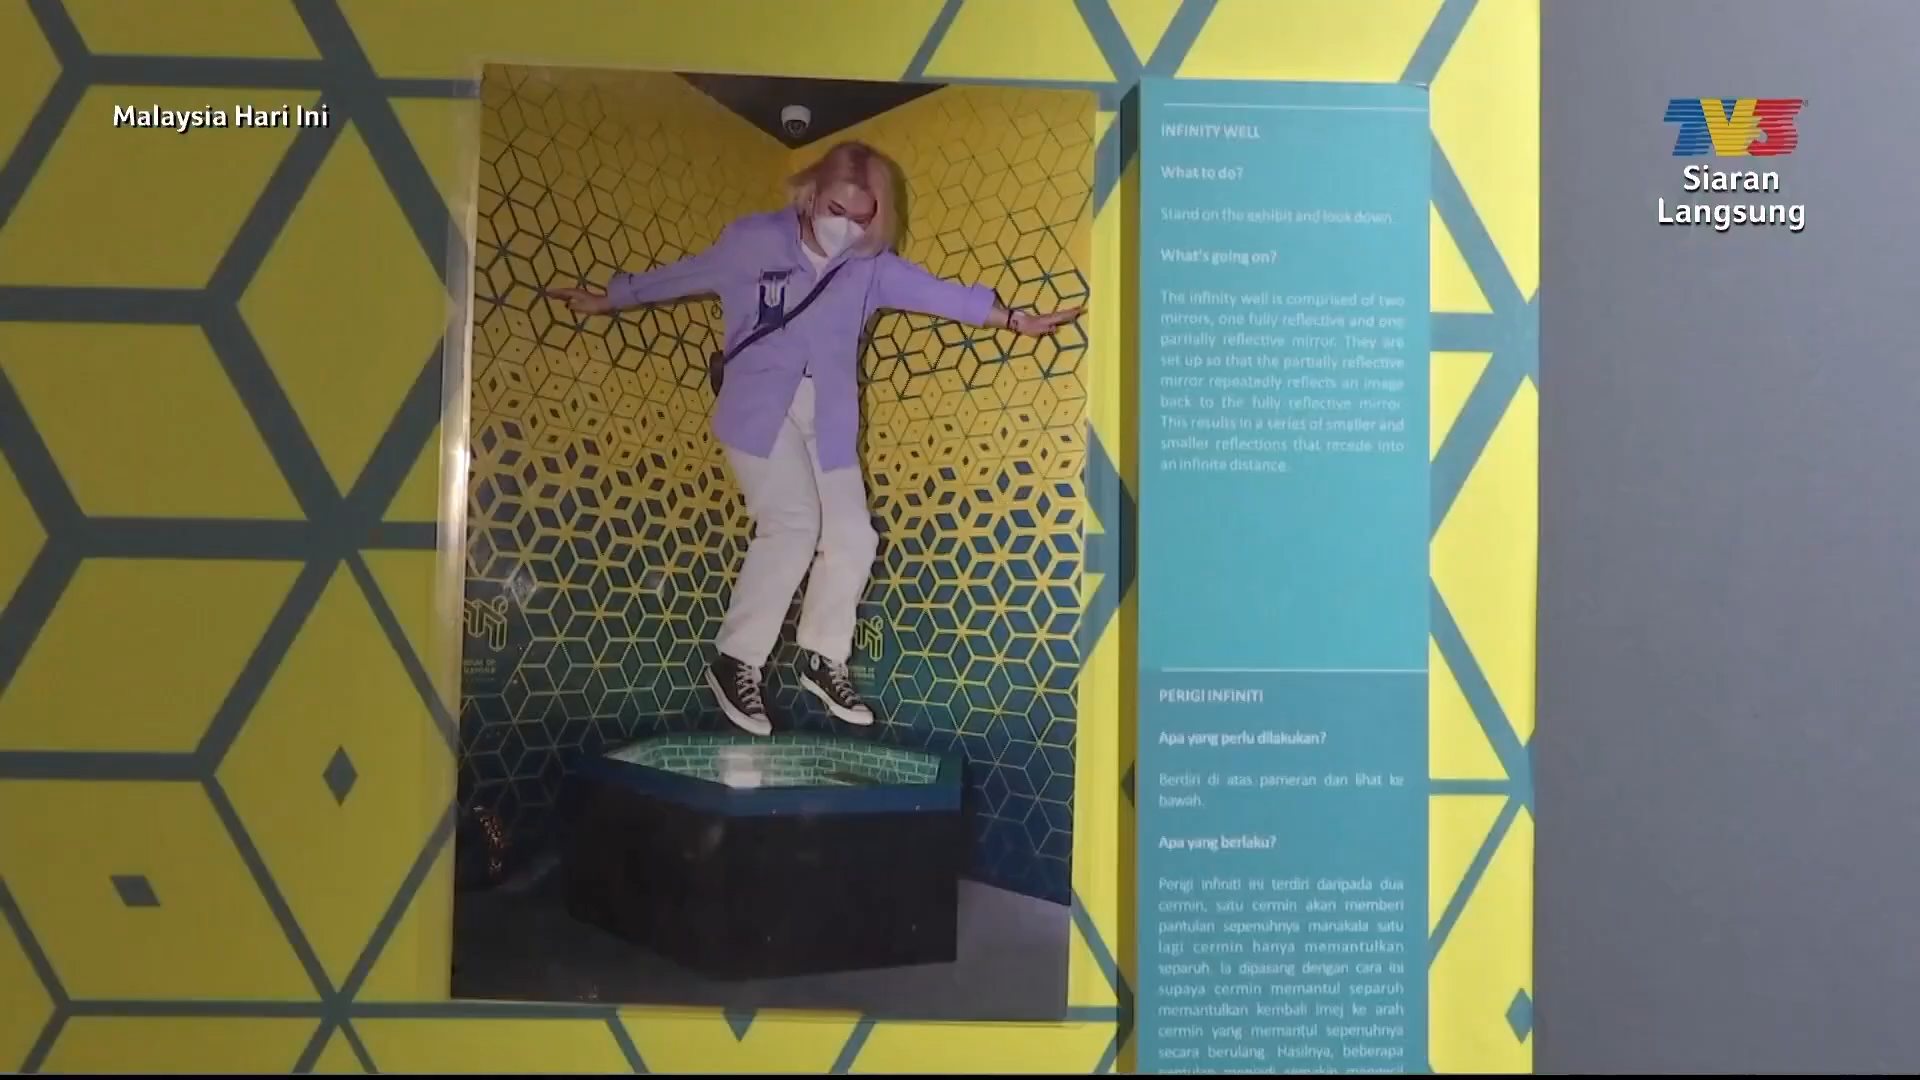 Malaysia Hari Ini
TV3
Siaran
Langsung
INFINITY WELL
What to do?
Stand on the exhibit and look down.
What's going on?
The infinity well is comprised of two
mirrors, one fully reflective and one
partially reflective mirror. They are
set up so that the partially reflective
mirror repeatedly reflects an image
back to the fully reflective mirror.
This results in a series of smaller and
smaller reflections that recede into
an infinite distance.
PERIGI INFINITI
Apa yang perlu dilakukan?
Berdiri di atas pameran dan lihat ke
bawah.
Apa yang berlaku?
Perigi infiniti ini terdiri daripada dua
cermin, satu cermin akan memberi
pantulan sepenuhnya manakala satu
lagi cermin hanya memantulkan
separuh. Ia dipasang dengan cara ini
supaya cermin memantul separuh
memantulkan kembali imej ke arah
cermin yang memantul sepenuhnya
secara berulang. Hasilnya, beberapa